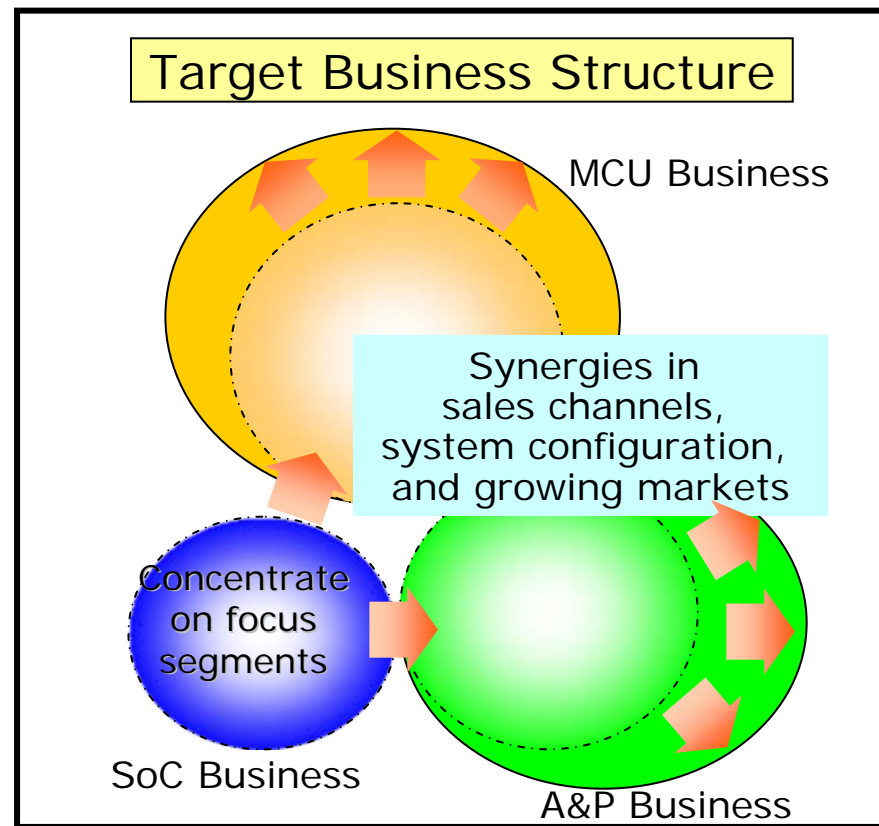 Target Business Structure
MCU Business
Synergies in
sales channels,
system configuration,
and growing markets
Concentrate
on focus
segments
SoC Business
A&P Business